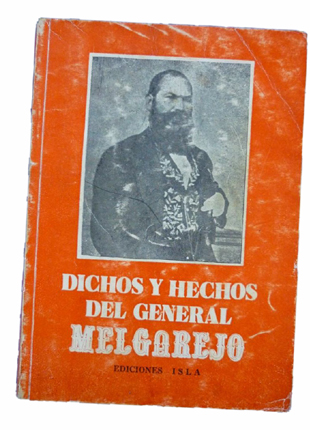 DICHOS Y HECHOS
DEL GENERAL
MELGAREJO
EDICIONES ISLA